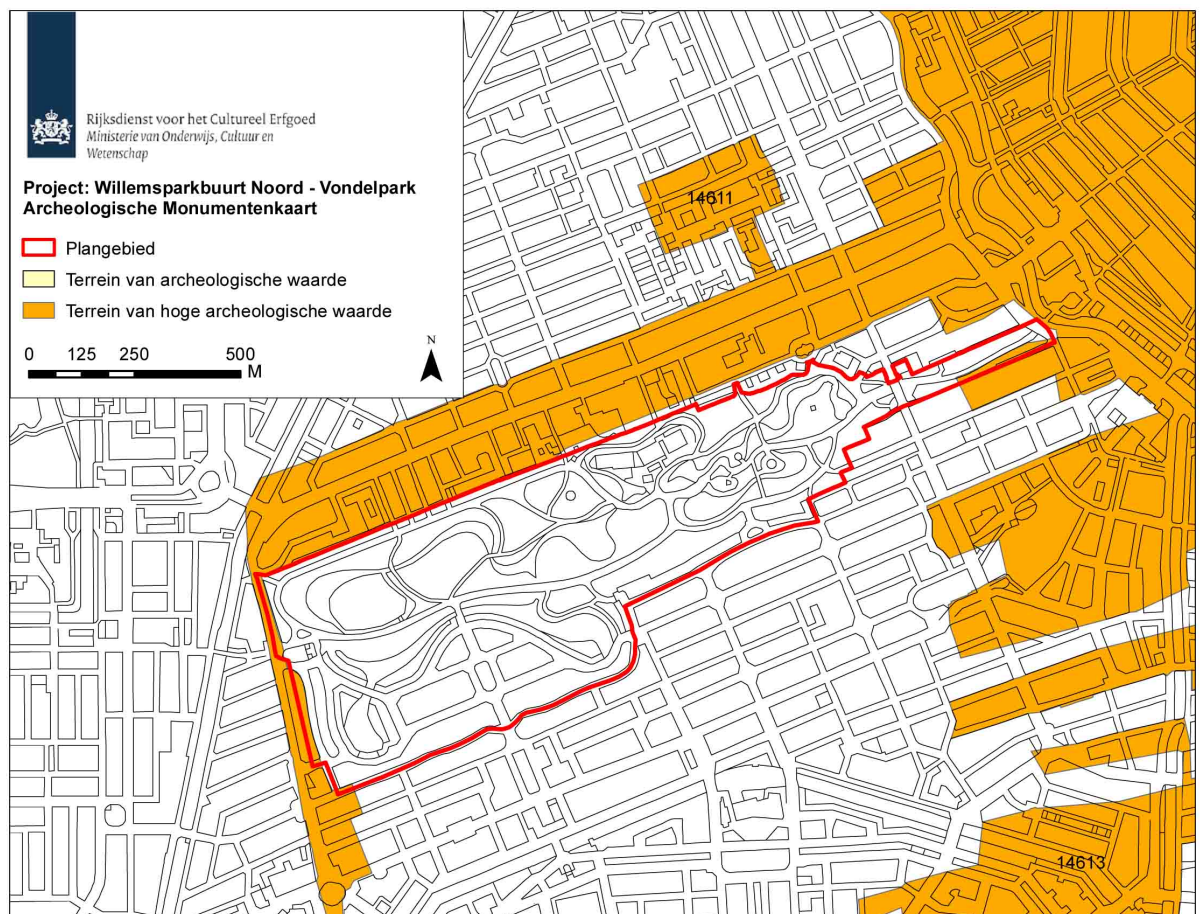 Rijksdienst voor het Cultureel Erfgoed
Ministerie van Onderwijs, Cultuur en
Wetenschap
Project: Willemsparkbuurt Noord - Vondelpark
Archeologische Monumentenkaart
Plangebied
Terrein van archeologische waarde
Terrein van hoge archeologische waarde
0 125 250 500
M
N
14611
14613